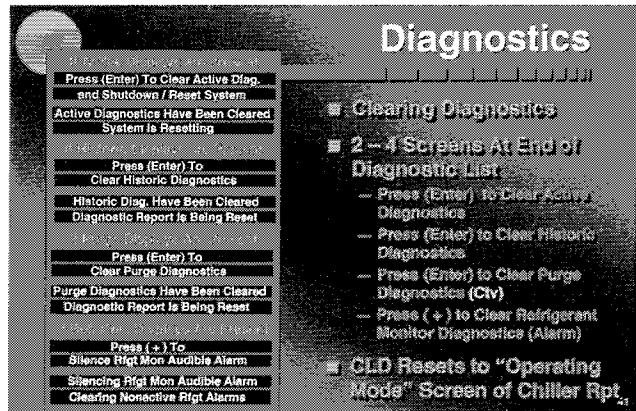 Diagnostics
Press (Enter) To Clear Active Diag.
and Shutdown / Reset System
Active Diagnostics Have Been Cleared
System Is Resetting
Press (Enter) To
Clear Historic Diagnostics
Historic Diag. Have Been Cleared
Diagnostic Report Is Being Reset
Press (Enter) To
Clear Purge Diagnostics
Purge Diagnostics Have Been Cleared
Diagnostic Report Is Being Reset
Press ( + ) To
Silence Rfgt Mon Audible Alarm
Silencing Rfgt Mon Audible Alarm
Clearing Nonactive Rfgt Alarms
Clearing Diagnostics
2 – 4 Screens At End of
Diagnostic List
— Press (Enter) to Clear Active
Diagnostics
— Press (Enter) to Clear Historic
Diagnostics
— Press (Enter) to Clear Purge
Diagnostics (Ctv)
— Press ( + ) to Clear Refrigerant
Monitor Diagnostics (Alarm)
CLD Resets to “Operating
Mode” Screen of Chiller Rpt